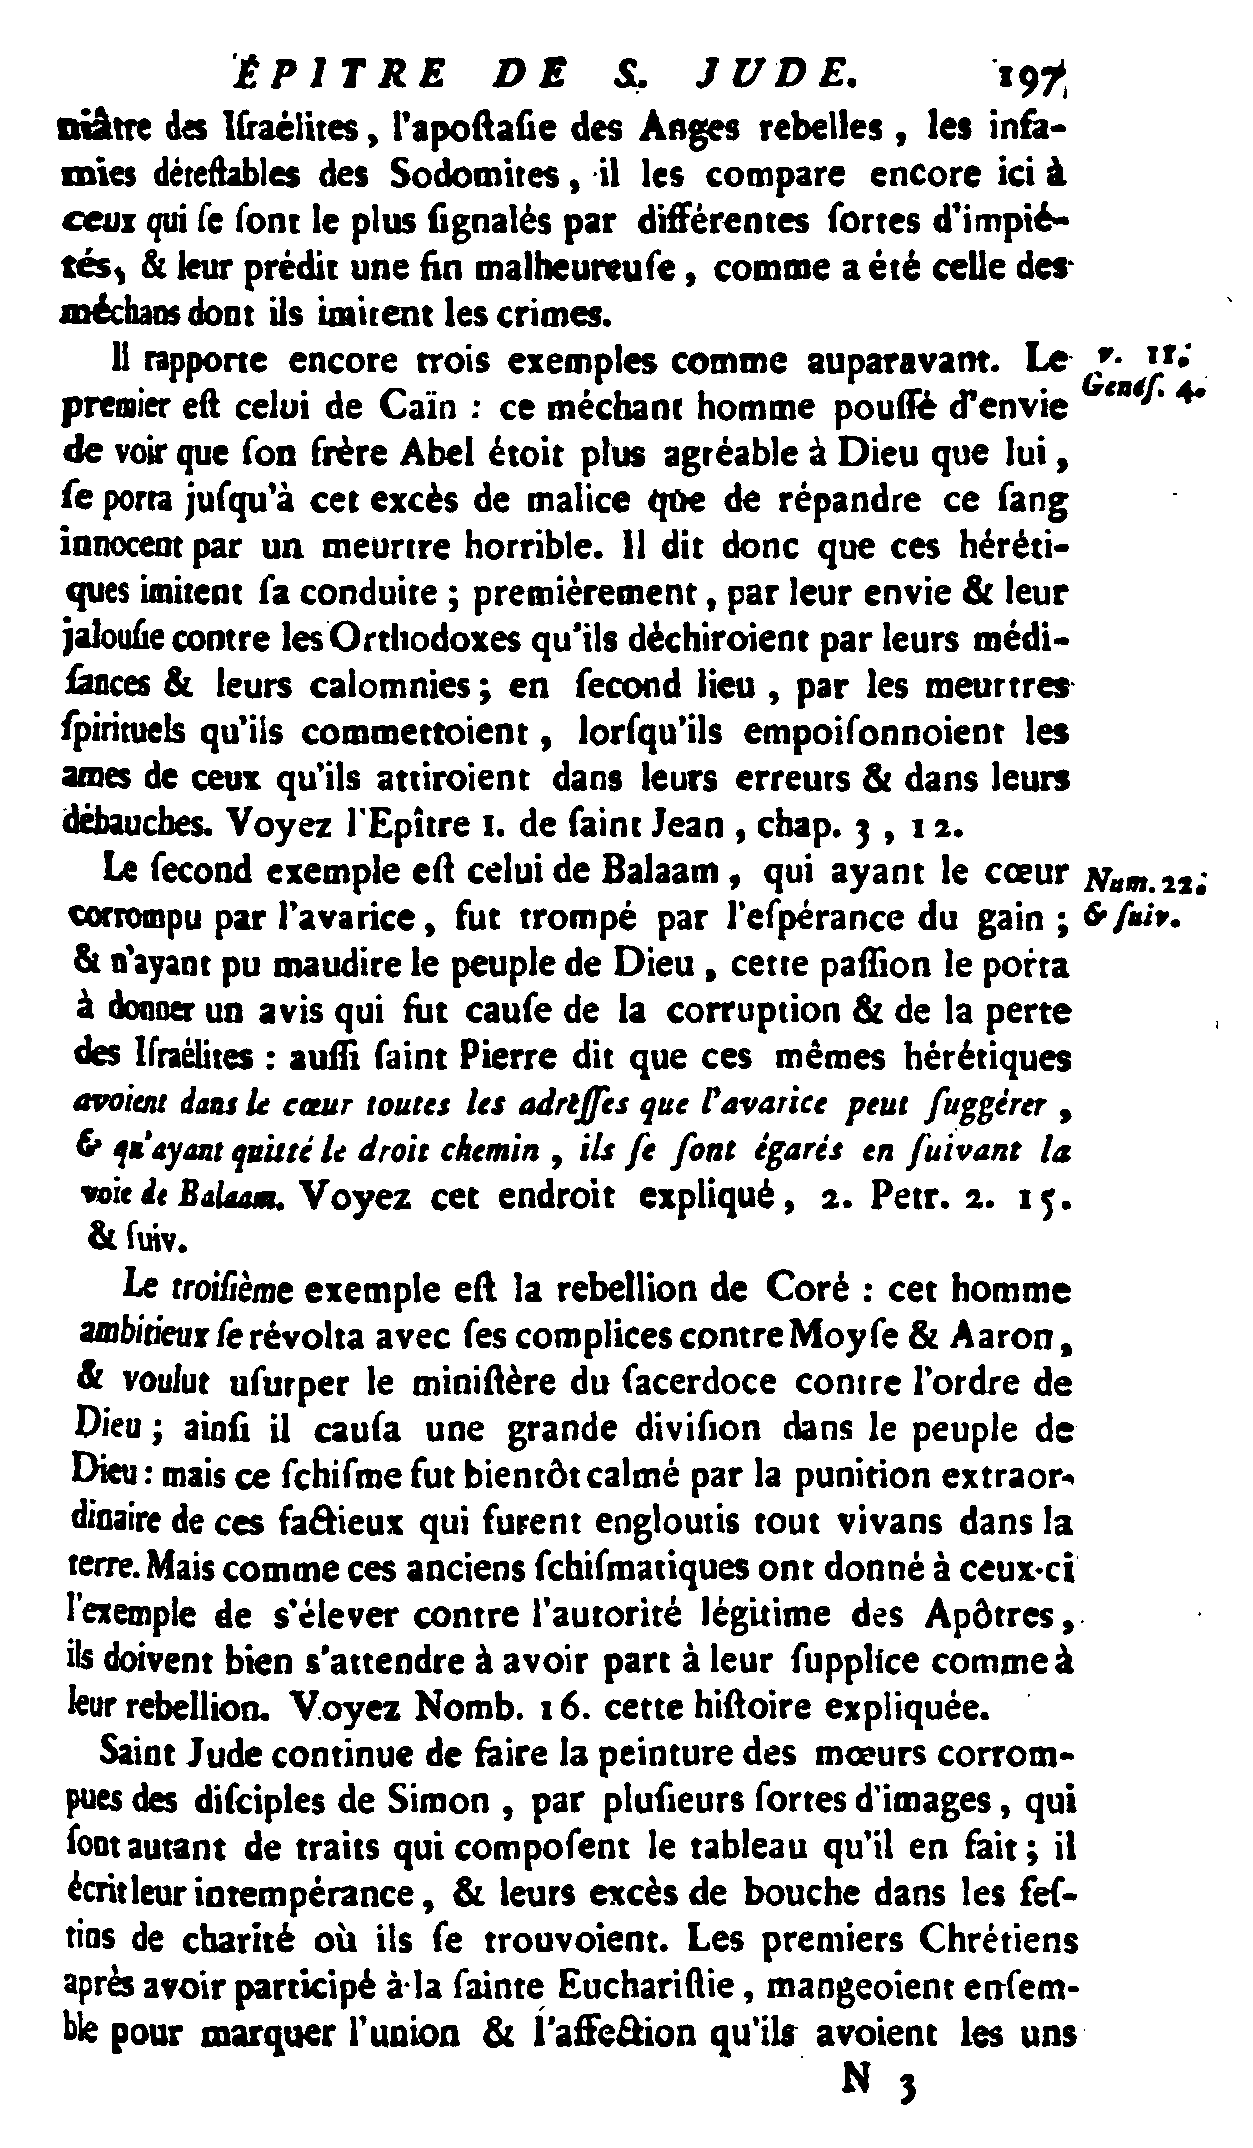 ÉPITRE DE S. JUDE. 197
niâtre des Iſraélites, l'apoſtaſie des Anges rebelles, les infa-
mies déteſtables des Sodomites, il les compare encore ici à
ceux qui ſe ſont le plus ſignalés par différentes ſortes d'impié-
tés, & leur prédit une fin malheureuſe, comme a été celle des
méchans dont ils imitent les crimes.
Il rapporte encore trois exemples comme auparavant. Le
v. 11.
premier eſt celui de Caïn : ce méchant homme pouſſé d'envie
Genéſ. 4.
de voir que ſon frère Abel étoit plus agréable à Dieu que lui,
ſe porta juſqu'à cet excès de malice que de répandre ce ſang
innocent par un meurtre horrible. Il dit donc que ces héréti-
ques imitent ſa conduite ; premièrement, par leur envie & leur
jalouſie contre les Orthodoxes qu'ils déchiroient par leurs médi-
ſances & leurs calomnies ; en ſecond lieu, par les meurtres
ſpirituels qu'ils commettoient, lorſqu'ils empoiſonnoient les
ames de ceux qu'ils attiroient dans leurs erreurs & dans leurs
débauches. Voyez l'Epître 1. de ſaint Jean, chap. 3, 12.
Le ſecond exemple eſt celui de Balaam, qui ayant le cœur
Num. 22.
corrompu par l'avarice, fut trompé par l'eſpérance du gain ;
& ſuiv.
& n'ayant pu maudire le peuple de Dieu, cette paſſion le porta
à donner un avis qui fut cauſe de la corruption & de la perte
des Iſraélites : auſſi ſaint Pierre dit que ces mêmes hérétiques
avoient dans le cœur toutes les adreſſes que l'avarice peut ſuggérer,
& qu'ayant quitté le droit chemin, ils ſe ſont égarés en ſuivant la
voie de Balaam. Voyez cet endroit expliqué, 2. Petr. 2. 15.
& ſuiv.
Le troiſième exemple eſt la rebellion de Coré : cet homme
ambitieux ſe révolta avec ſes complices contre Moyſe & Aaron,
& voulut uſurper le miniſtère du ſacerdoce contre l'ordre de
Dieu ; ainſi il cauſa une grande diviſion dans le peuple de
Dieu : mais ce ſchiſme fut bientôt calmé par la punition extraor-
dinaire de ces factieux qui furent engloutis tout vivans dans la
terre. Mais comme ces anciens ſchiſmatiques ont donné à ceux-ci
l'exemple de s'élever contre l'autorité légitime des Apôtres,
ils doivent bien s'attendre à avoir part à leur ſupplice comme à
leur rebellion. Voyez Nomb. 16. cette hiſtoire expliquée.
Saint Jude continue de faire la peinture des mœurs corrom-
pues des diſciples de Simon, par pluſieurs ſortes d'images, qui
ſont autant de traits qui compoſent le tableau qu'il en fait ; il
écrit leur intempérance, & leurs excès de bouche dans les feſ-
tins de charité où ils ſe trouvoient. Les premiers Chrétiens
après avoir participé à la ſainte Euchariſtie, mangeoient enſem-
ble pour marquer l'union & l'affection qu'ils avoient les uns
N 3